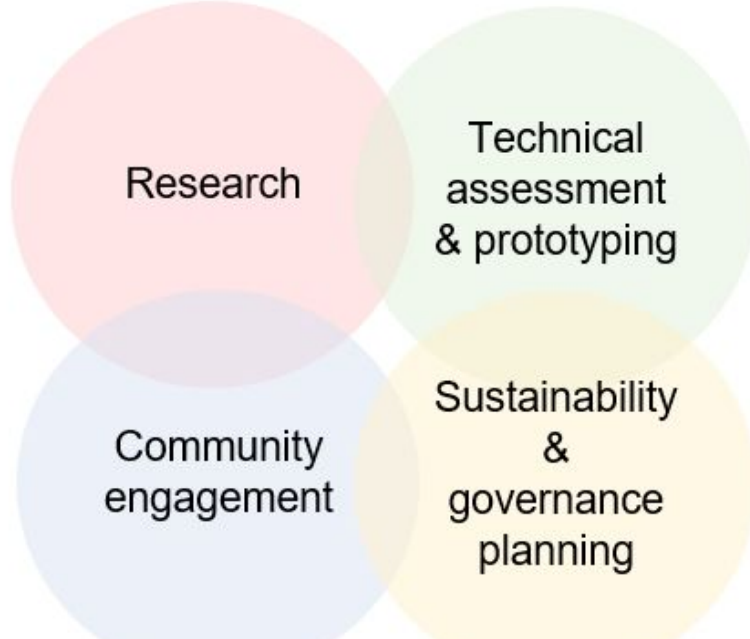 Research
Technical
assessment
& prototyping
Community
engagement
Sustainability
&
governance
planning